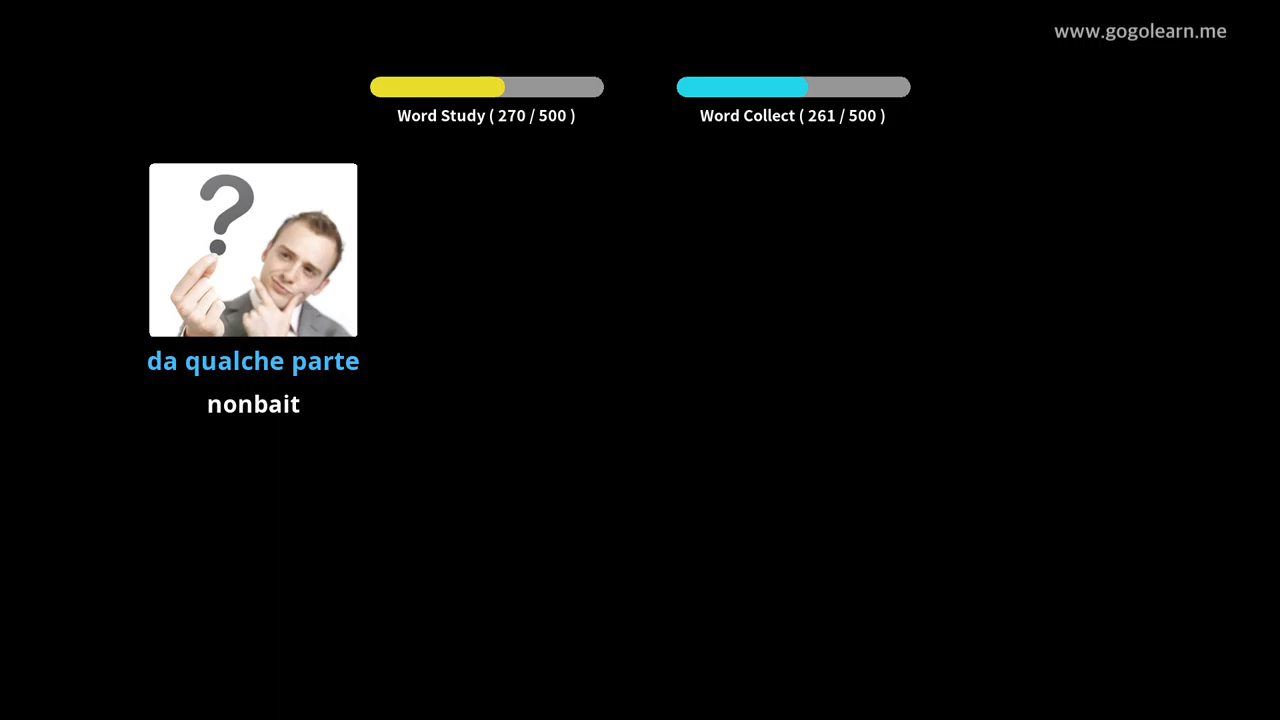 www.gogolearn.me
Word Study ( 270 / 500 )
Word Collect ( 261 / 500 )
da qualche parte
nonbait